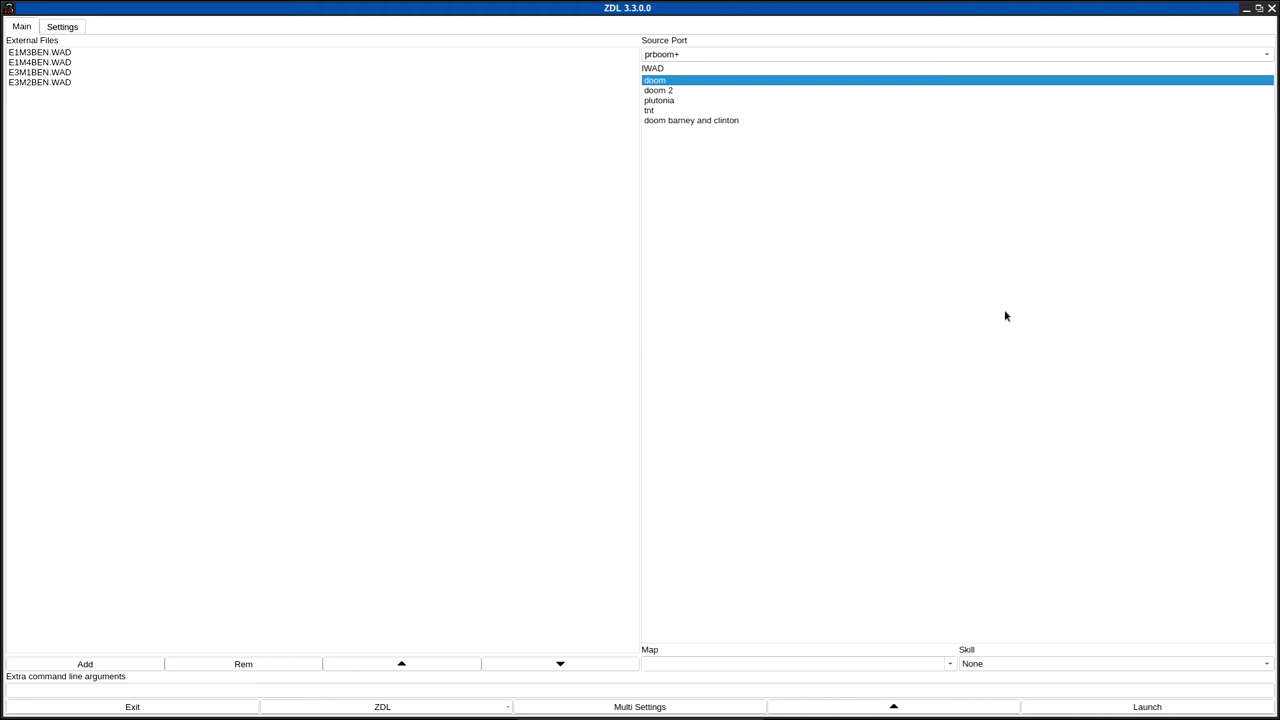 ZDL 3.3.0.0
Main
Settings
External Files
E1M3BEN.WAD
E1M4BEN.WAD
E3M1BEN.WAD
E3M2BEN.WAD
Source Port
prboom+
IWAD
doom
doom 2
plutonia
tnt
doom barney and clinton
Map
Skill
None
Add
Rem
Extra command line arguments
Exit
ZDL
Multi Settings
Launch